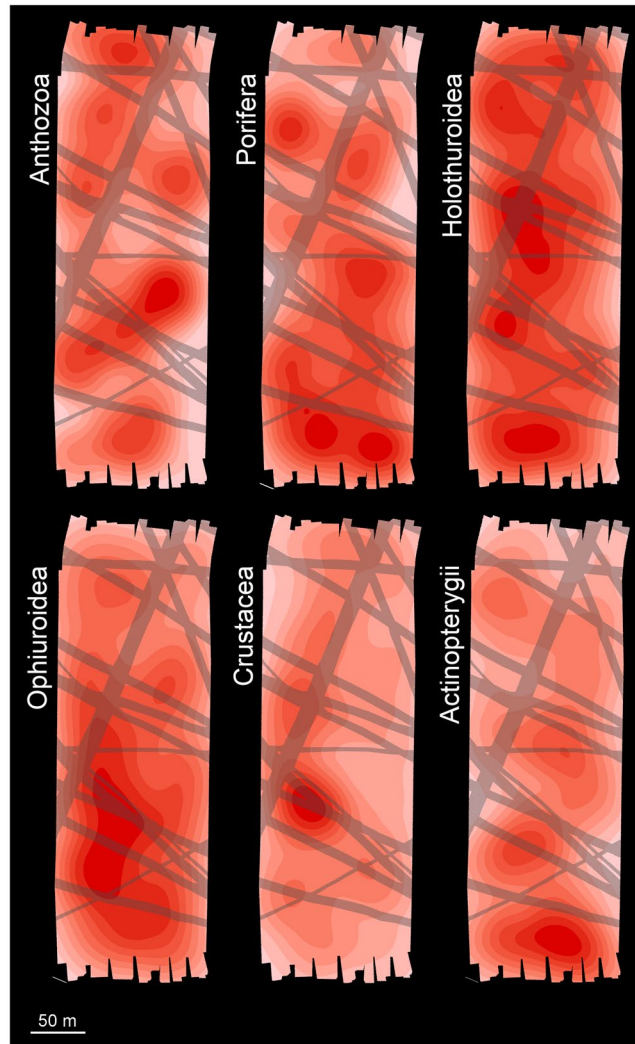 Anthozoa
Porifera
Holothuroidea
Ophiuroidea
Crustacea
Actinopterygii
50 m